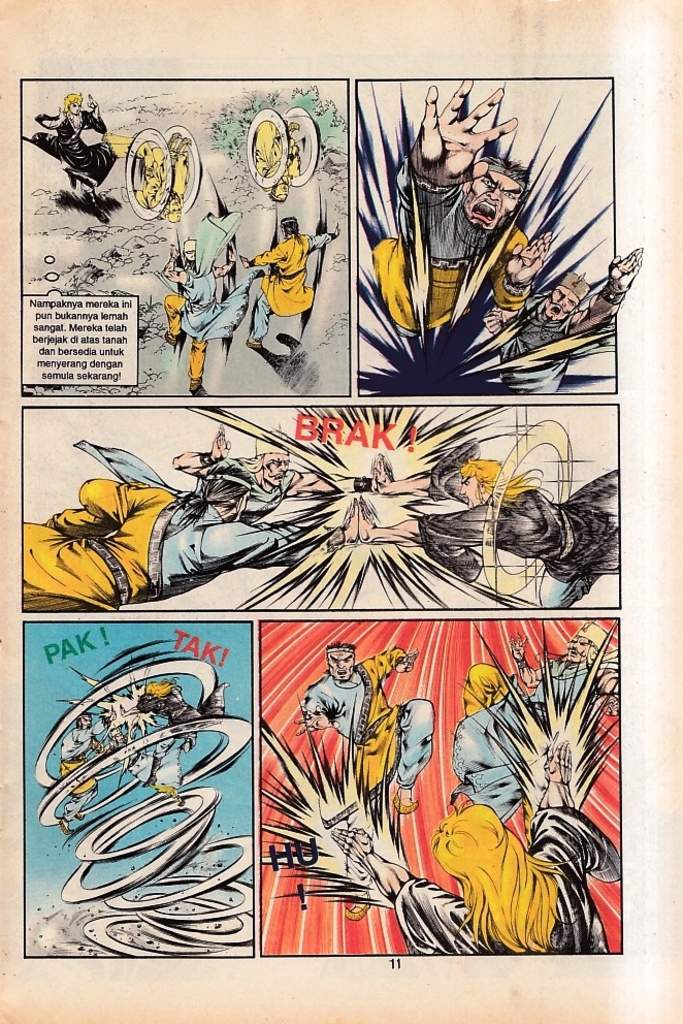 Nampaknya mereka ini
pun bukannya lemah
sangat. Mereka telah
berjejak di atas tanah
dan bersedia untuk
menyerang dengan
semula sekarang!
BRAK !
PAK !
TAK!
HU
!
11